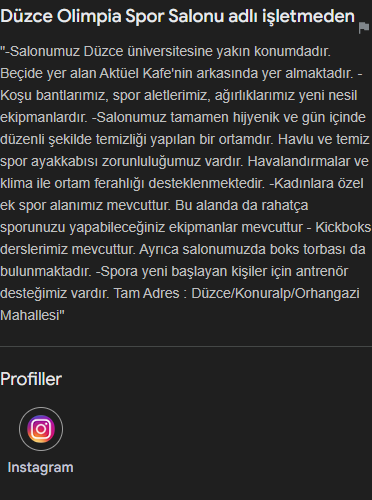 Düzce Olimpia Spor Salonu adlı işletmeden
"-Salonumuz Düzce üniversitesine yakın konumdadır.
Beçide yer alan Aktüel Kafe'nin arkasında yer almaktadır. -
Koşu bantlarımız, spor aletlerimiz, ağırlıklarımız yeni nesil
ekipmanlardır. -Salonumuz tamamen hijyenik ve gün içinde
düzenli şekilde temizliği yapılan bir ortamdır. Havlu ve temiz
spor ayakkabısı zorunluluğumuz vardır. Havalandırmalar ve
klima ile ortam ferahlığı desteklenmektedir. -Kadınlara özel
ek spor alanımız mevcuttur. Bu alanda da rahatça
sporunuzu yapabileceğiniz ekipmanlar mevcuttur - Kickboks
derslerimiz mevcuttur. Ayrıca salonumuzda boks torbası da
bulunmaktadır. -Spora yeni başlayan kişiler için antrenör
desteğimiz vardır. Tam Adres : Düzce/Konuralp/Orhangazi
Mahallesi"
Profiller
Instagram